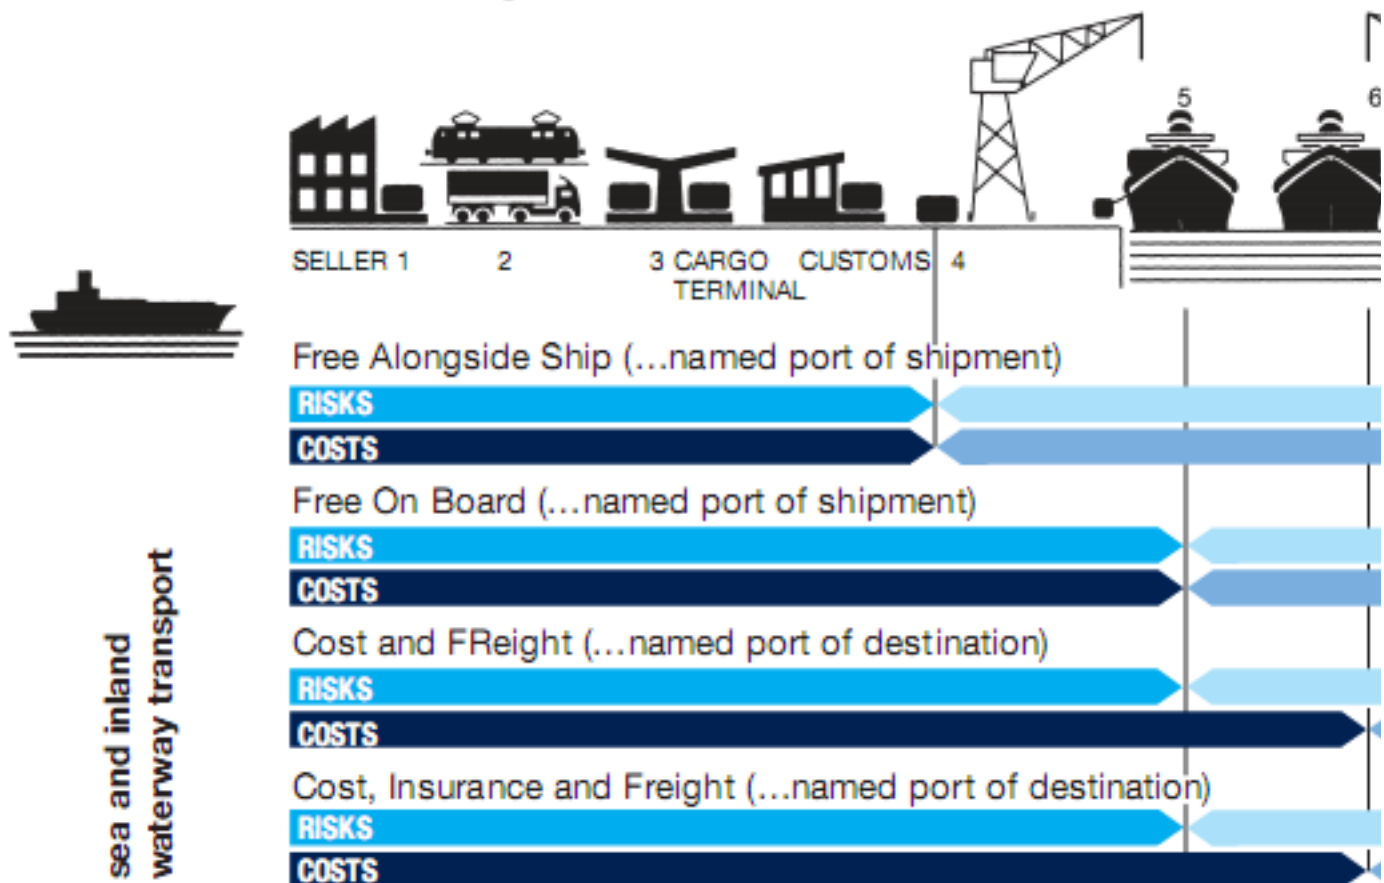 5
6
SELLER 1
2
3 CARGO
TERMINAL
CUSTOMS
4
Free Alongside Ship (...named port of shipment)
RISKS
COSTS
Free On Board (...named port of shipment)
RISKS
COSTS
Cost and FReight (...named port of destination)
RISKS
COSTS
Cost, Insurance and Freight (...named port of destination)
RISKS
COSTS
sea and inland
waterway transport